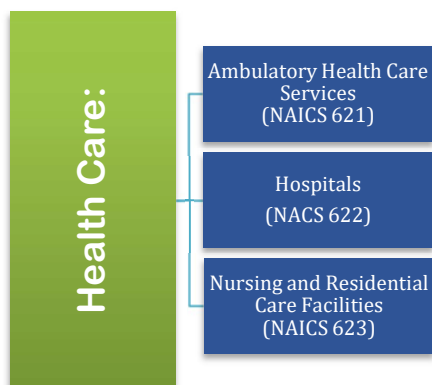 Health Care:
Ambulatory Health Care
Services
(NAICS 621)
Hospitals
(NACS 622)
Nursing and Residential
Care Facilities
(NAICS 623)